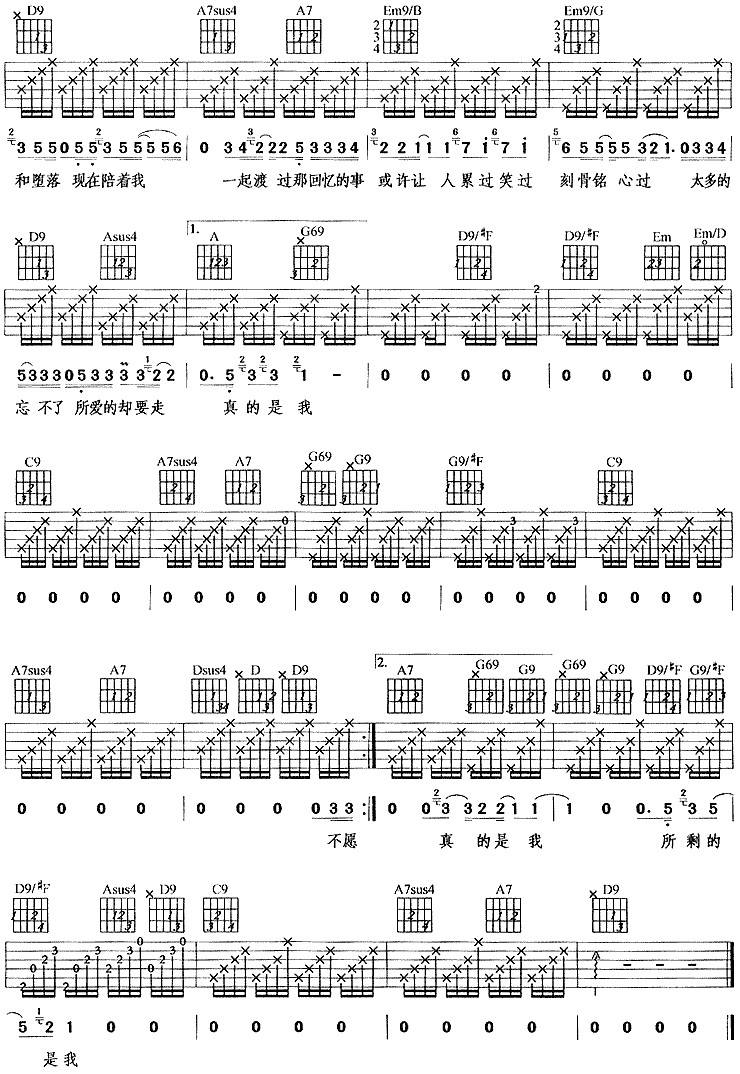 D9 A7sus4 A7 Em9/B Em9/G
3 5 5 0 5 5 3 5 5 5 5 6 | 0 3 4 2 2 2 5 3 3 3 4 | 2 2 1 1 1 7 i 7 i | 6 5 5 5 5 3 2 1. 0 3 3 4
和堕落 现在陪着我 一起渡 过那回忆的事 或许让 人累过笑过 刻骨铭 心过 太多的
D9 Asus4 1. A G69 D9/#F D9/#F Em Em/D
5 3 3 3 0 5 3 3 3 3 2 2 | 0. 5 3 3 1 – | 0 0 0 0 | 0 0 0 0
忘 不了 所爱的却要走 真的是我
C9 A7sus4 A7 G69 G9 G9/#F C9
0 0 0 0 | 0 0 0 0 | 0 0 0 0 | 0 0 0 0 | 0 0 0 0
A7sus4 A7 Dsus4 D D9 2. A7 G69 G9 G69 G9 D9/#F G9/#F
0 0 0 0 | 0 0 0 0 3 3 :| 0 0 3 3 2 2 1 1 | 1 0 0. 5 3 5
不愿 真 的是 我 所剩的
D9/#F Asus4 D9 C9 A7sus4 A7 D9
5 2 1 0 0 | 0 0 0 0 | 0 0 0 0 | 0 0 0 0
是我